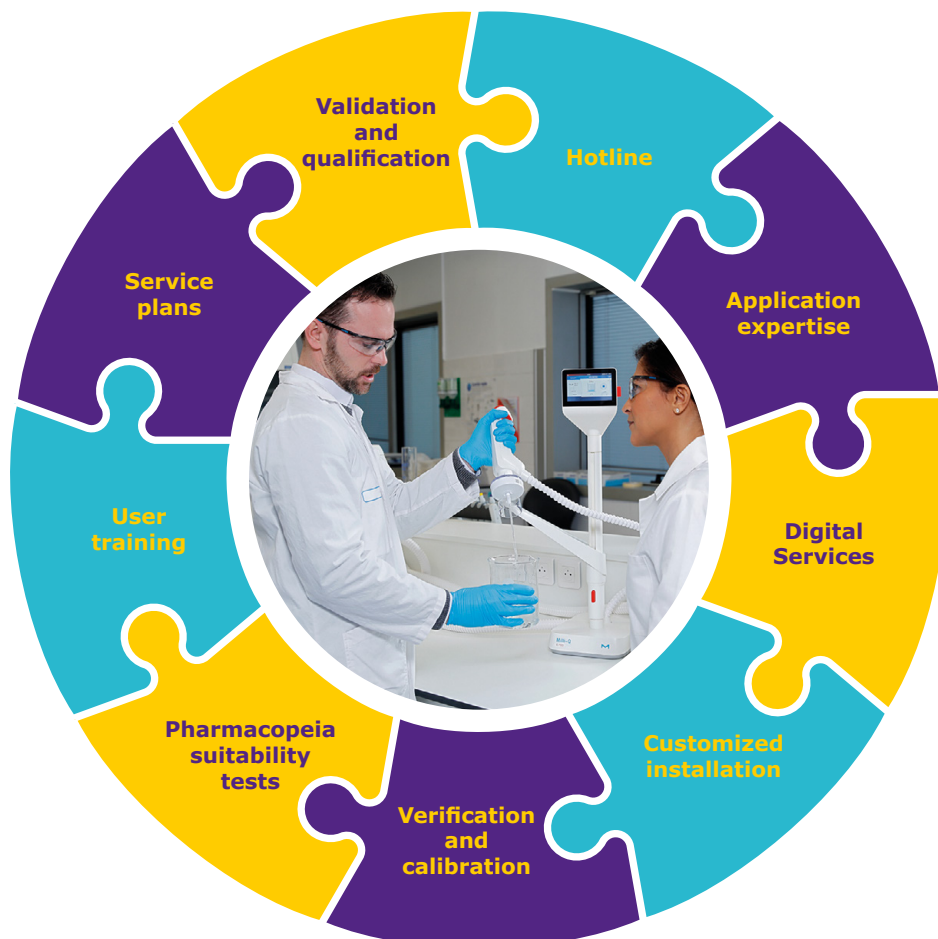 Validation
and
qualification
Hotline
Application
expertise
Digital
Services
Customized
installation
Verification
and
calibration
Pharmacopeia
suitability
tests
User
training
Service
plans